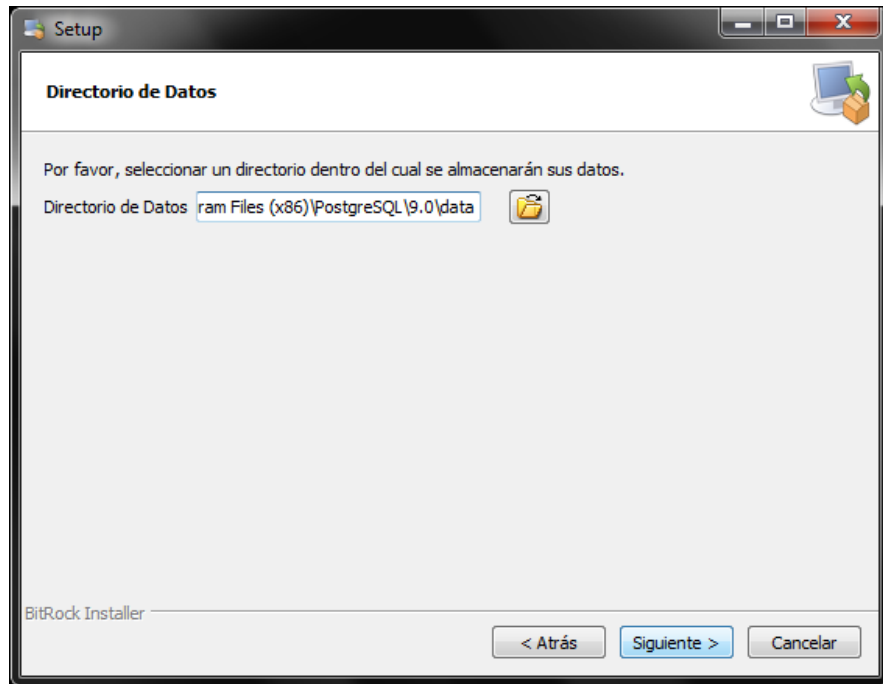 Setup
Directorio de Datos
Por favor, seleccionar un directorio dentro del cual se almacenarán sus datos.
Directorio de Datos ram Files (x86)\PostgreSQL\9.0\data
BitRock Installer
< Atrás Siguiente > Cancelar